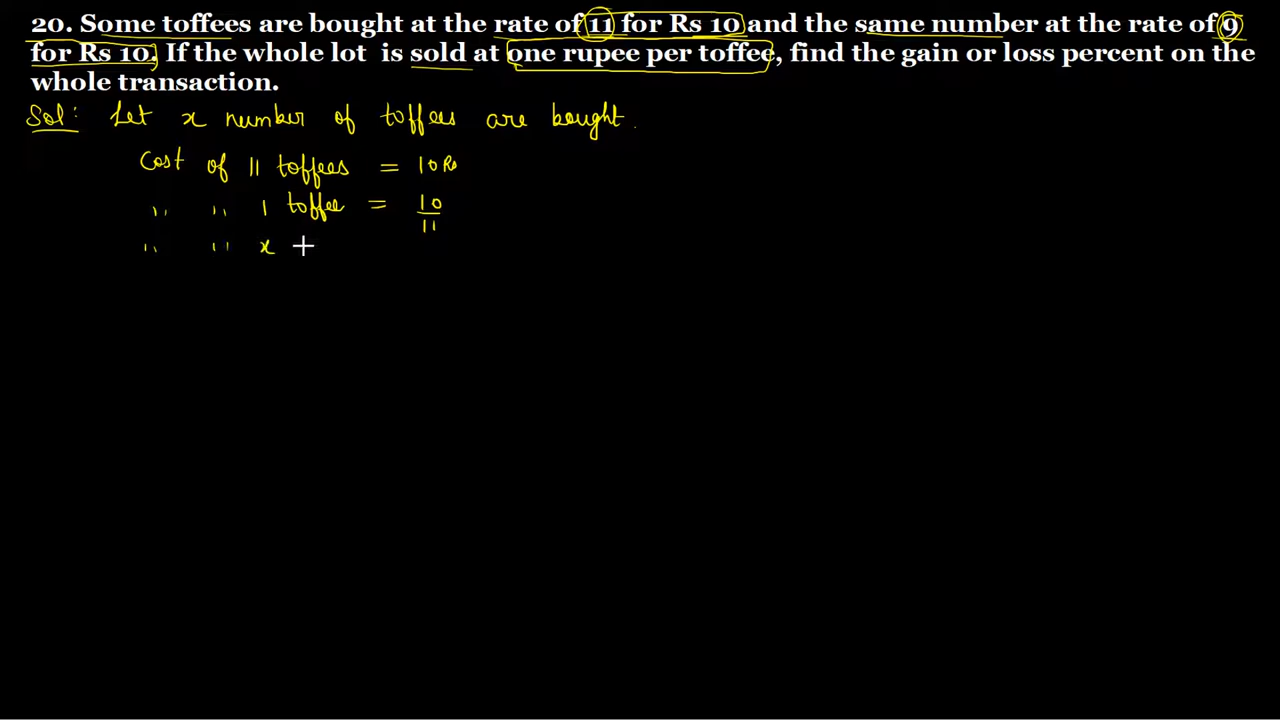 20. Some toffees are bought at the rate of 11 for Rs 10 and the same number at the rate of 9
for Rs 10. If the whole lot is sold at one rupee per toffee, find the gain or loss percent on the
whole transaction.
Sol: Let x number of toffees are bought.
Cost of 11 toffees = 10 Rs
" " 1 toffee = 10/11
" " x